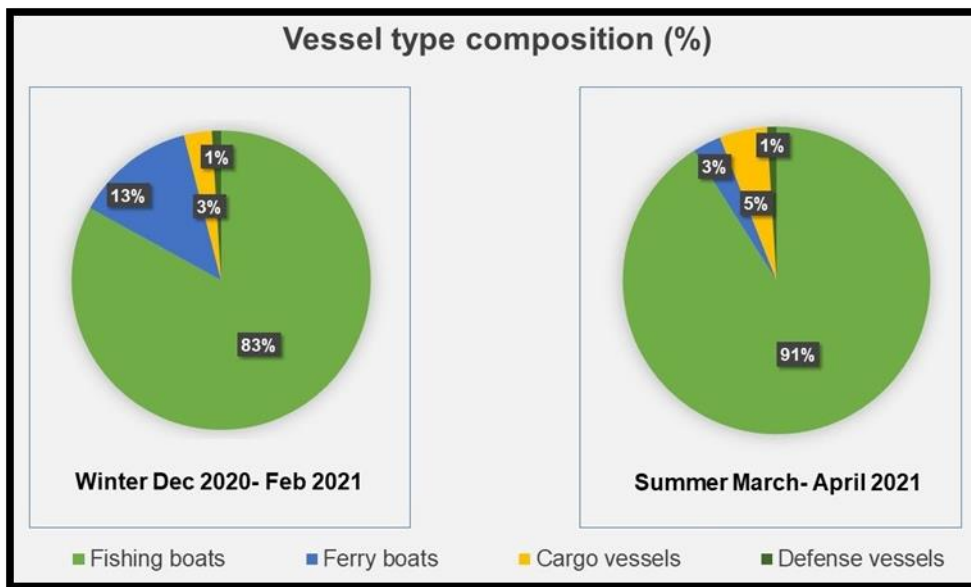 Vessel type composition (%)
1%
13%
3%
83%
Winter Dec 2020- Feb 2021
1%
3%
5%
91%
Summer March- April 2021
Fishing boats
Ferry boats
Cargo vessels
Defense vessels